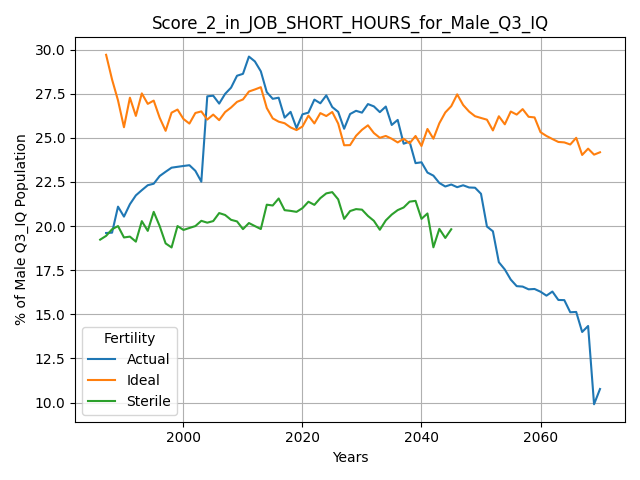 Score_2_in_JOB_SHORT_HOURS_for_Male_Q3_IQ
% of Male Q3_IQ Population
30.0
27.5
25.0
22.5
20.0
17.5
15.0
12.5
10.0
Fertility
Actual
Ideal
Sterile
2000
2020
2040
2060
Years